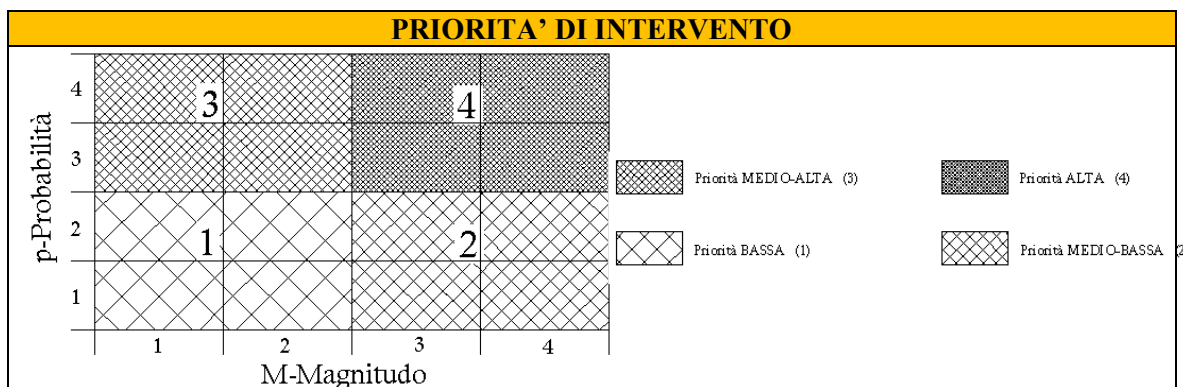 PRIORITA’ DI INTERVENTO
p-Probabilità
4
3
2
1
3
4
1
2
1
2
3
4
M-Magnitudo
Priorità MEDIO-ALTA (3)
Priorità ALTA (4)
Priorità BASSA (1)
Priorità MEDIO-BASSA (2